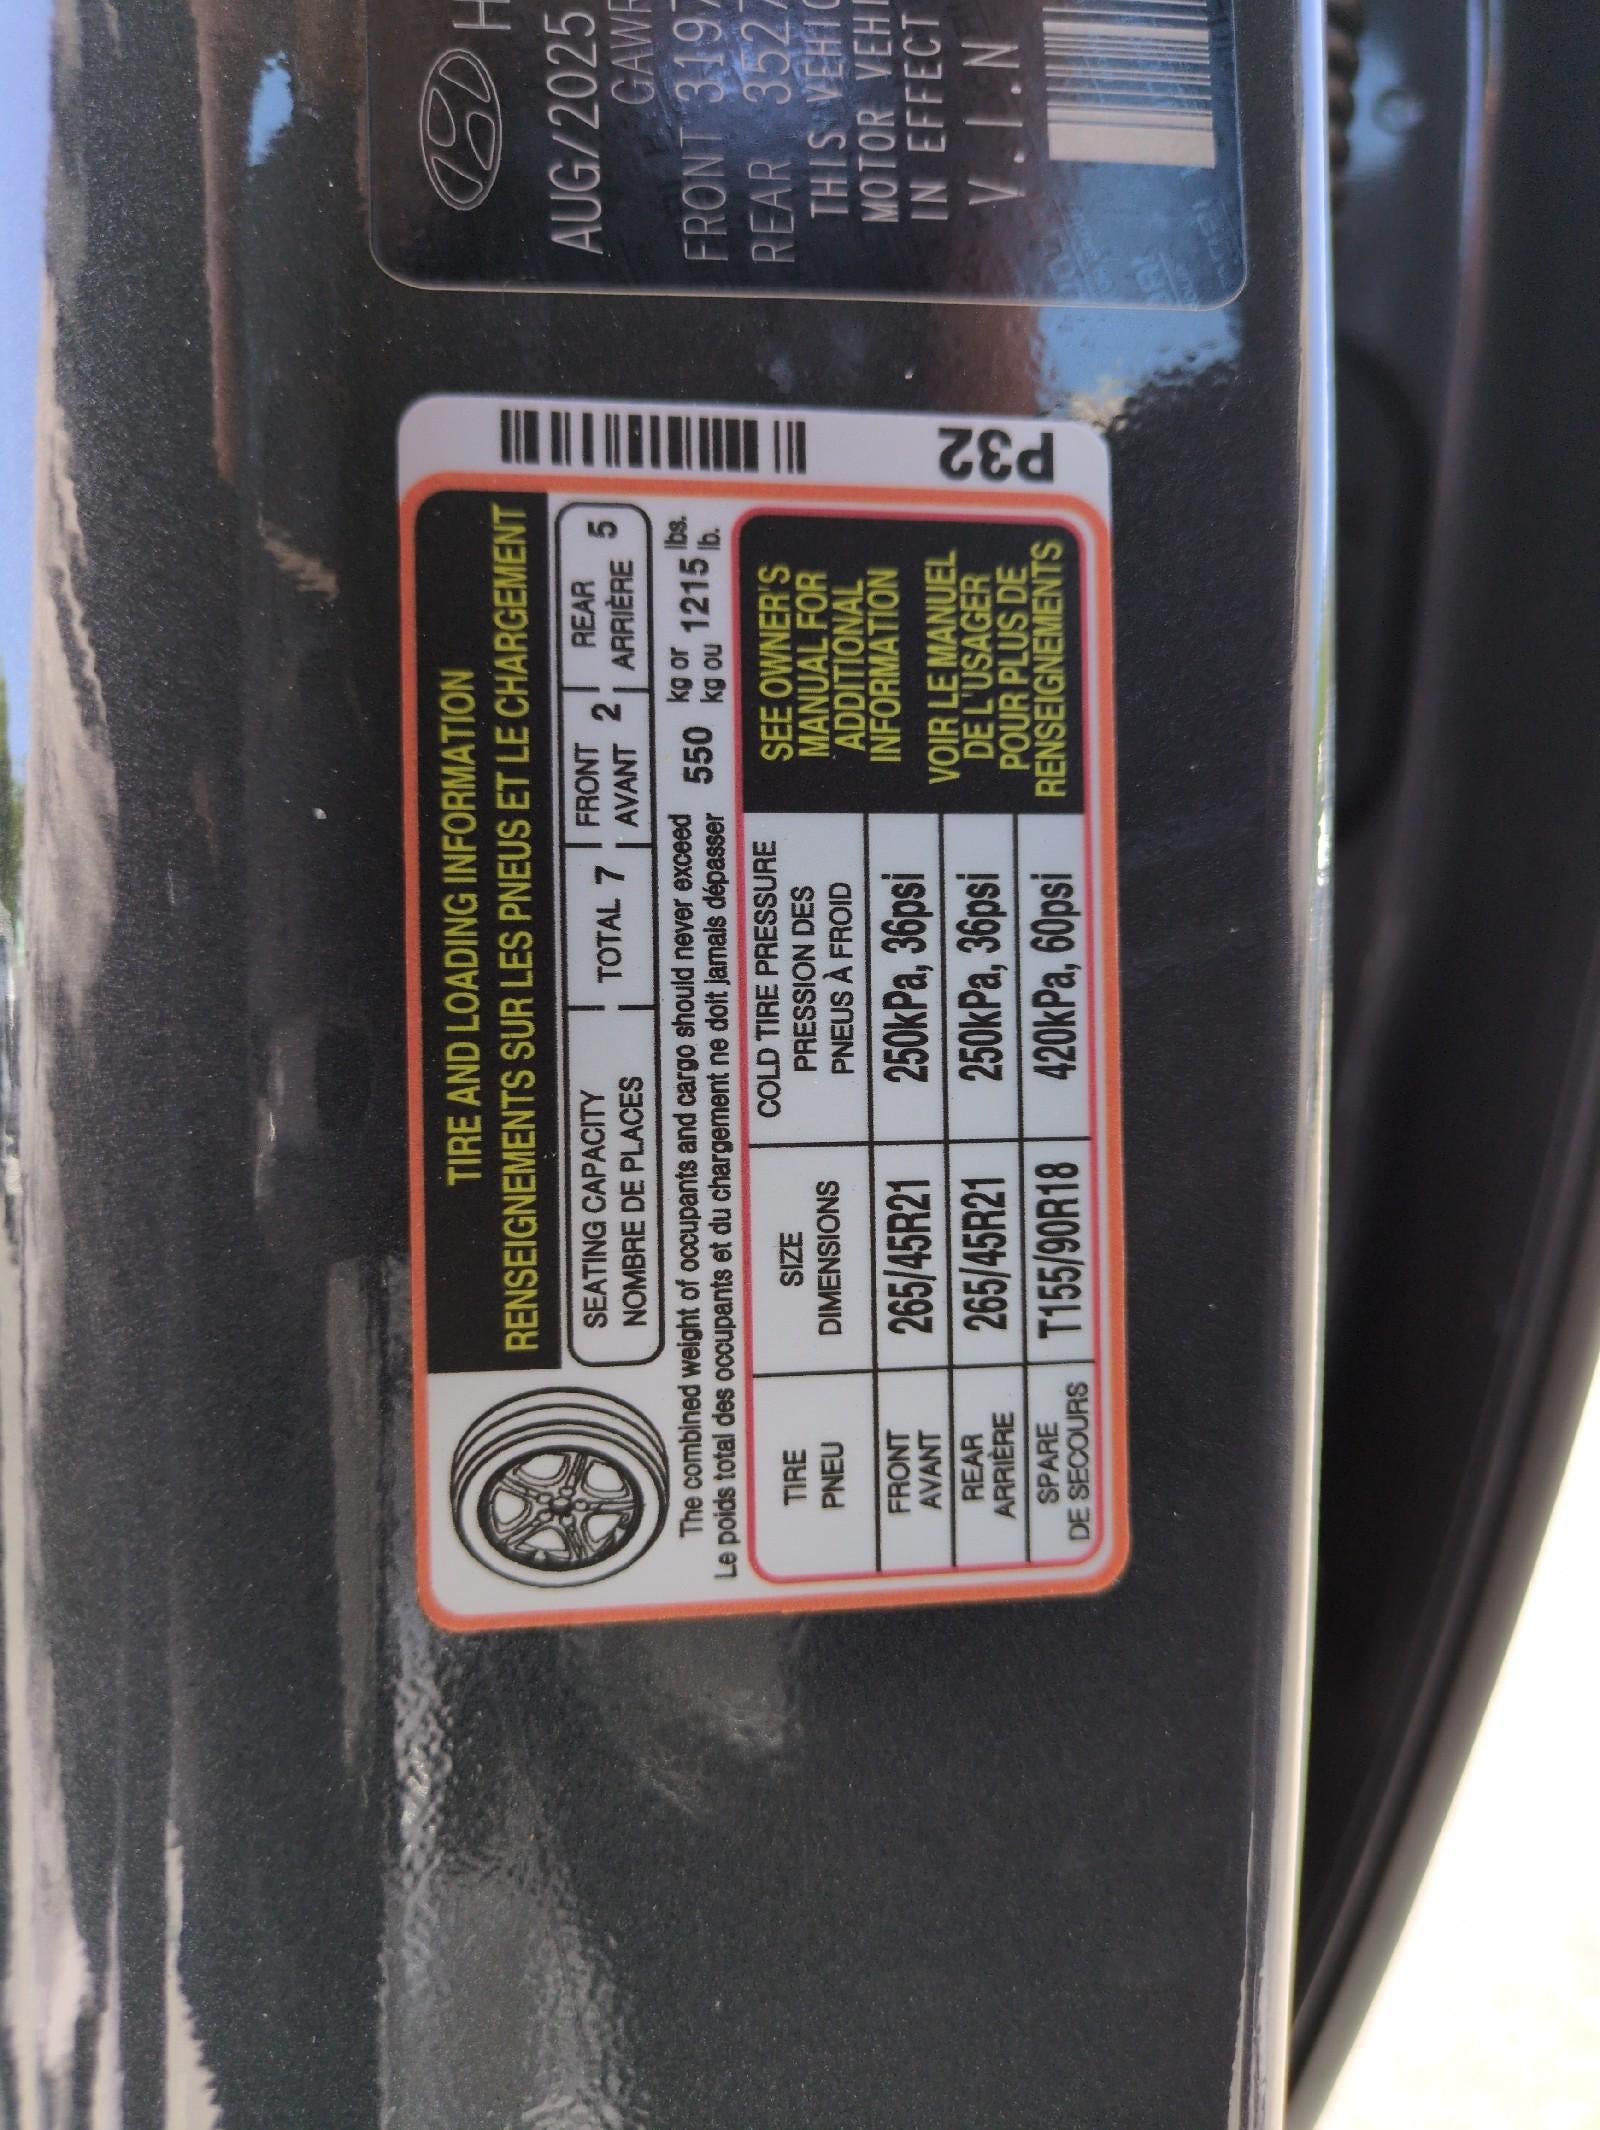 TIRE AND LOADING INFORMATION
RENSEIGNEMENTS SUR LES PNEUS ET LE CHARGEMENT
SEATING CAPACITY TOTAL 7 FRONT 2 REAR 5
NOMBRE DE PLACES AVANT ARRIÈRE
The combined weight of occupants and cargo should never exceed 550 kg or 1215 lbs.
Le poids total des occupants et du chargement ne doit jamais dépasser kg ou lb.
TIRE SIZE COLD TIRE PRESSURE
PNEU DIMENSIONS PRESSION DES
PNEUS À FROID
FRONT 265/45R21 250kPa, 36psi
AVANT
REAR 265/45R21 250kPa, 36psi
ARRIÈRE
SPARE T155/90R18 420kPa, 60psi
DE SECOURS
SEE OWNER'S
MANUAL FOR
ADDITIONAL
INFORMATION
VOIR LE MANUEL
DE L'USAGER
POUR PLUS DE
RENSEIGNEMENTS
P32
H
AUG/2025
GAWR
FRONT 319
REAR 352
THIS VEHIC
MOTOR VEHI
IN EFFECT
V.I.N